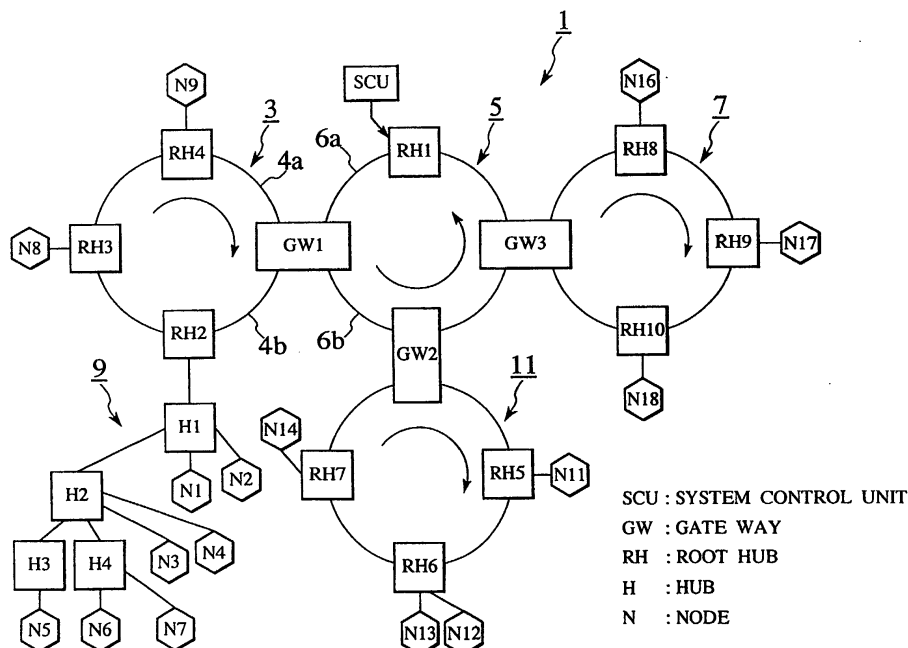 1
N9
SCU
N16
3
6a
5
7
RH4
4a
RH1
RH8
N8
RH3
GW1
GW3
RH9
N17
RH2
4b
6b
GW2
RH10
9
11
N18
H1
N14
N1
N2
RH7
RH5
N11
H2
N3
N4
H3
H4
RH6
N5
N6
N7
N13
N12
SCU : SYSTEM CONTROL UNIT
GW : GATE WAY
RH : ROOT HUB
H : HUB
N : NODE